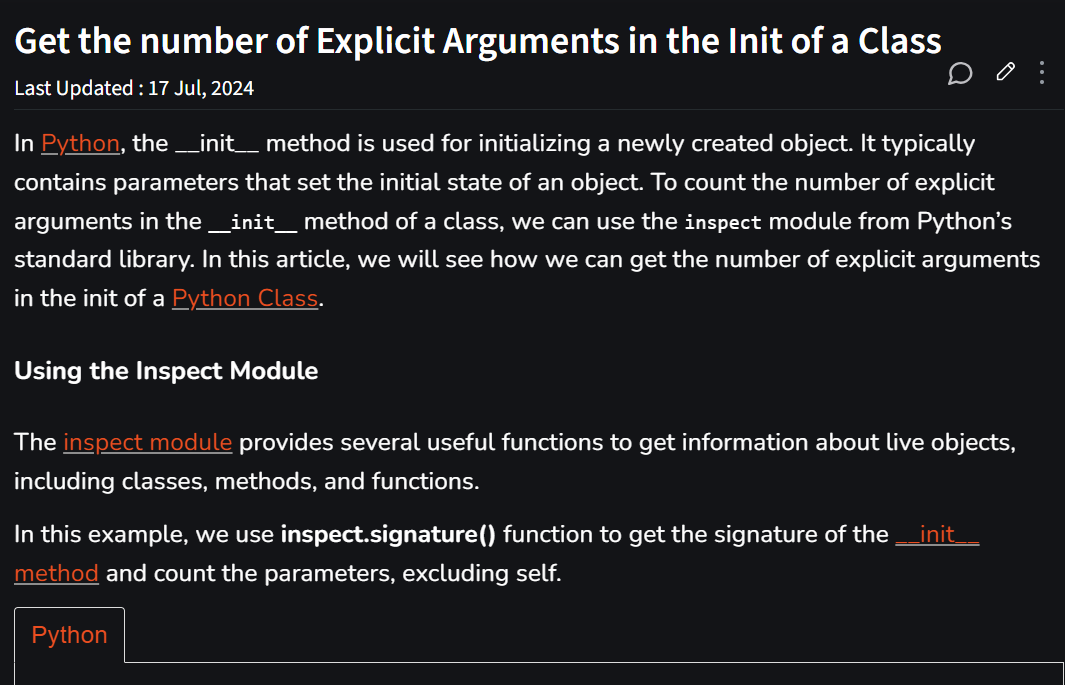 Get the number of Explicit Arguments in the Init of a Class
Last Updated : 17 Jul, 2024
In Python, the __init__ method is used for initializing a newly created object. It typically
contains parameters that set the initial state of an object. To count the number of explicit
arguments in the __init__ method of a class, we can use the inspect module from Python’s
standard library. In this article, we will see how we can get the number of explicit arguments
in the init of a Python Class.
Using the Inspect Module
The inspect module provides several useful functions to get information about live objects,
including classes, methods, and functions.
In this example, we use inspect.signature() function to get the signature of the __init__
method and count the parameters, excluding self.
Python